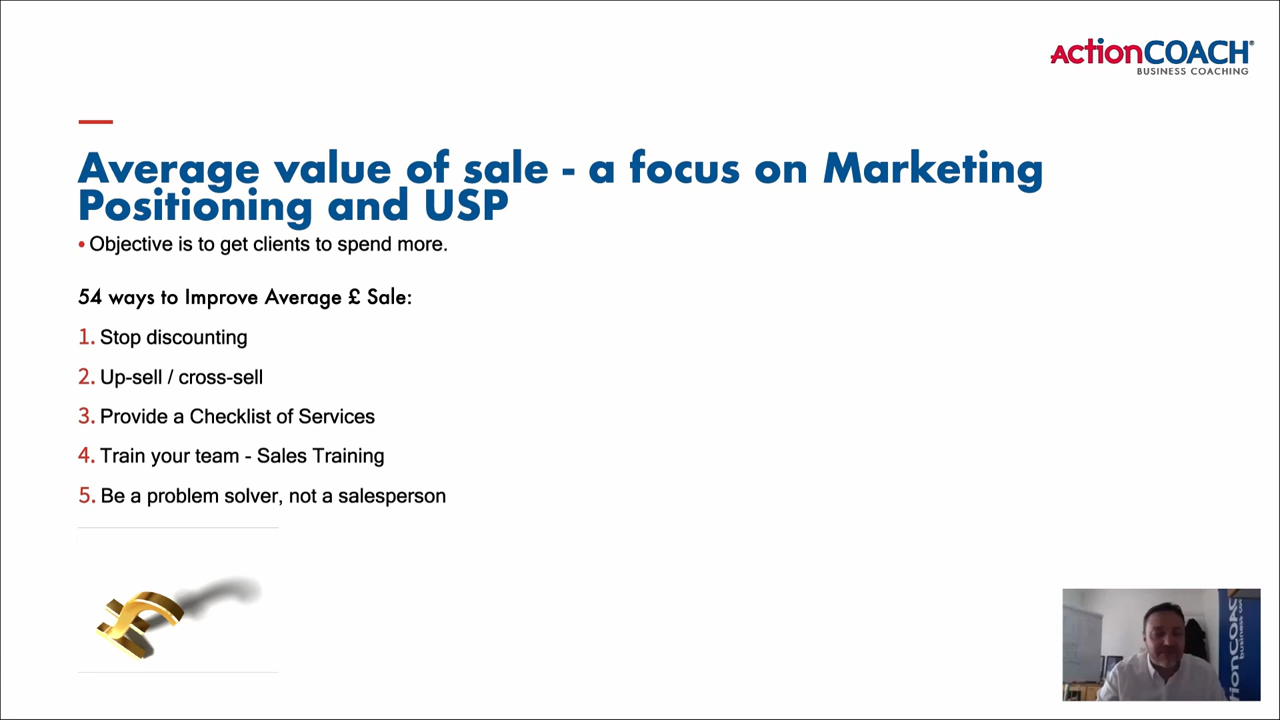 ActionCOACH
BUSINESS COACHING
Average value of sale - a focus on Marketing
Positioning and USP
• Objective is to get clients to spend more.
54 ways to Improve Average £ Sale:
1. Stop discounting
2. Up-sell / cross-sell
3. Provide a Checklist of Services
4. Train your team - Sales Training
5. Be a problem solver, not a salesperson